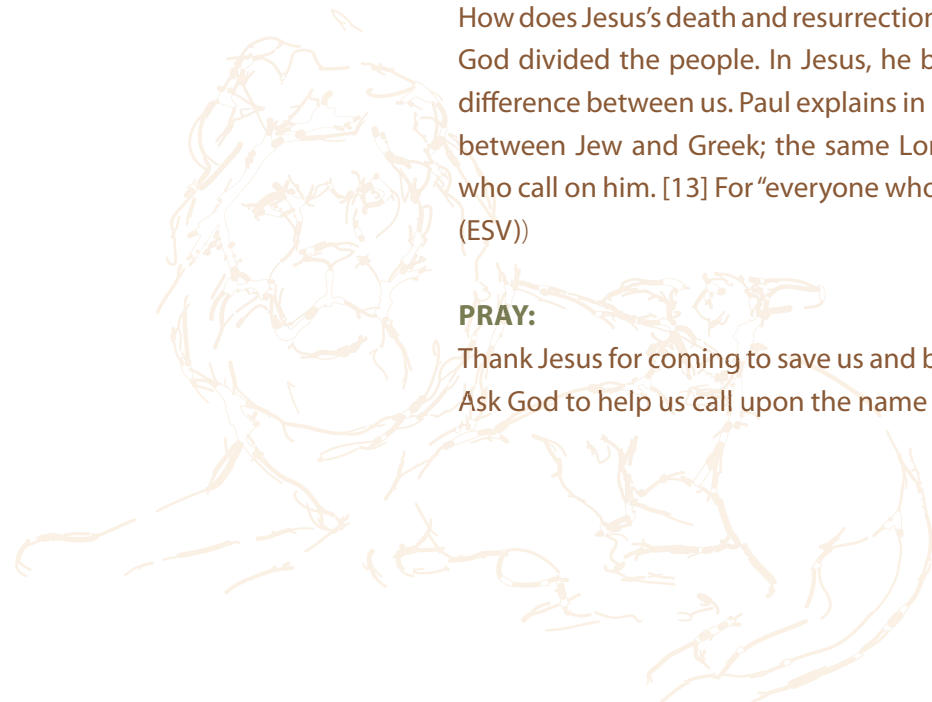 How does Jesus’s death and resurrection
God divided the people. In Jesus, he b
difference between us. Paul explains in
between Jew and Greek; the same Lor
who call on him. [13] For “everyone who
(ESV))
PRAY:
Thank Jesus for coming to save us and b
Ask God to help us call upon the name